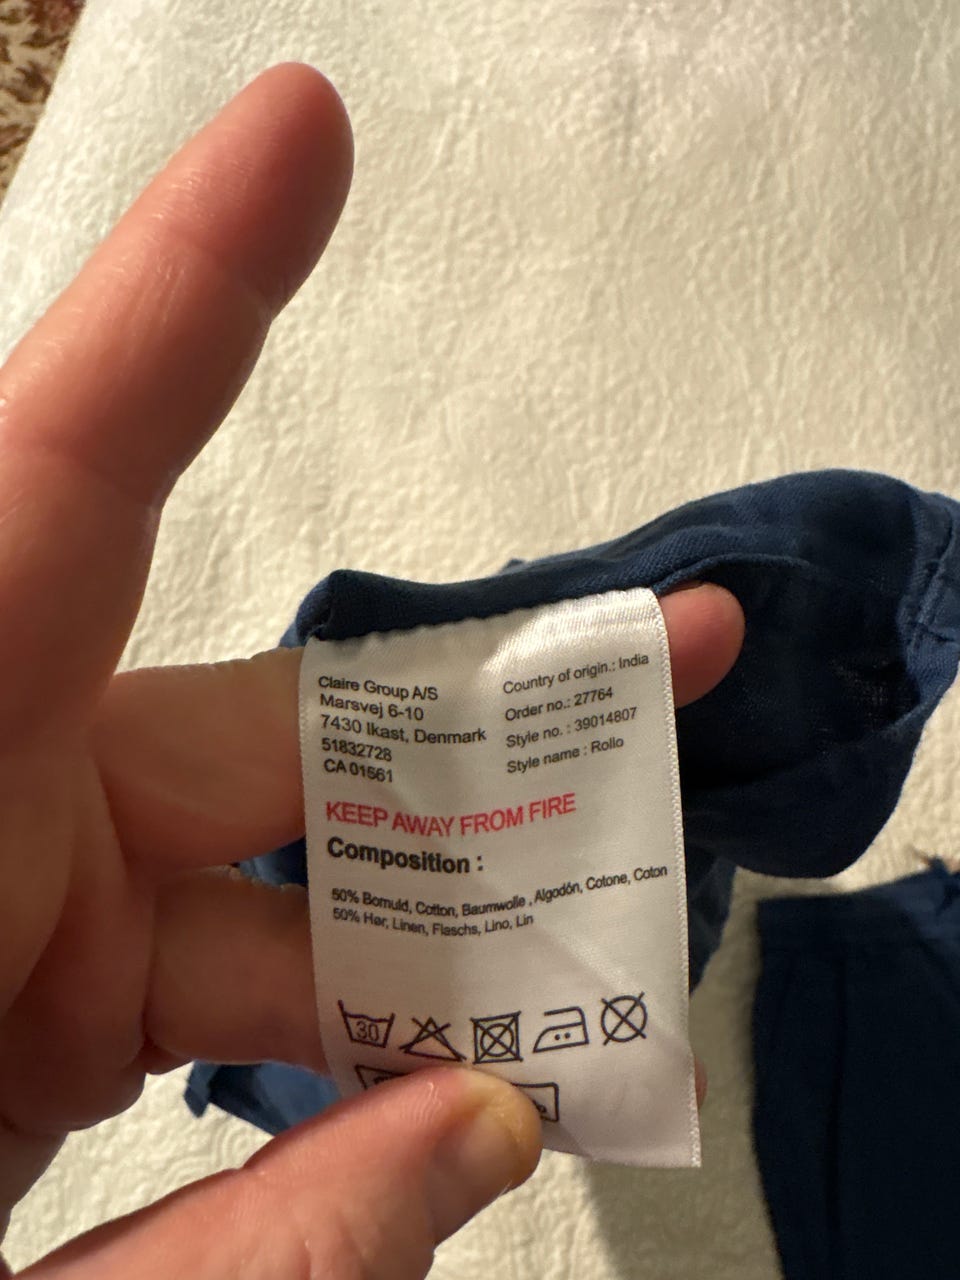 Claire Group A/S
Marsvej 6-10
7430 Ikast, Denmark
51832728
CA 01561
Country of origin.: India
Order no.: 27764
Style no. : 39014807
Style name : Rollo
KEEP AWAY FROM FIRE
Composition :
50% Bomuld, Cotton, Baumwolle , Algodón, Cotone, Coton
50% Hør, Linen, Flaschs, Lino, Lin
30